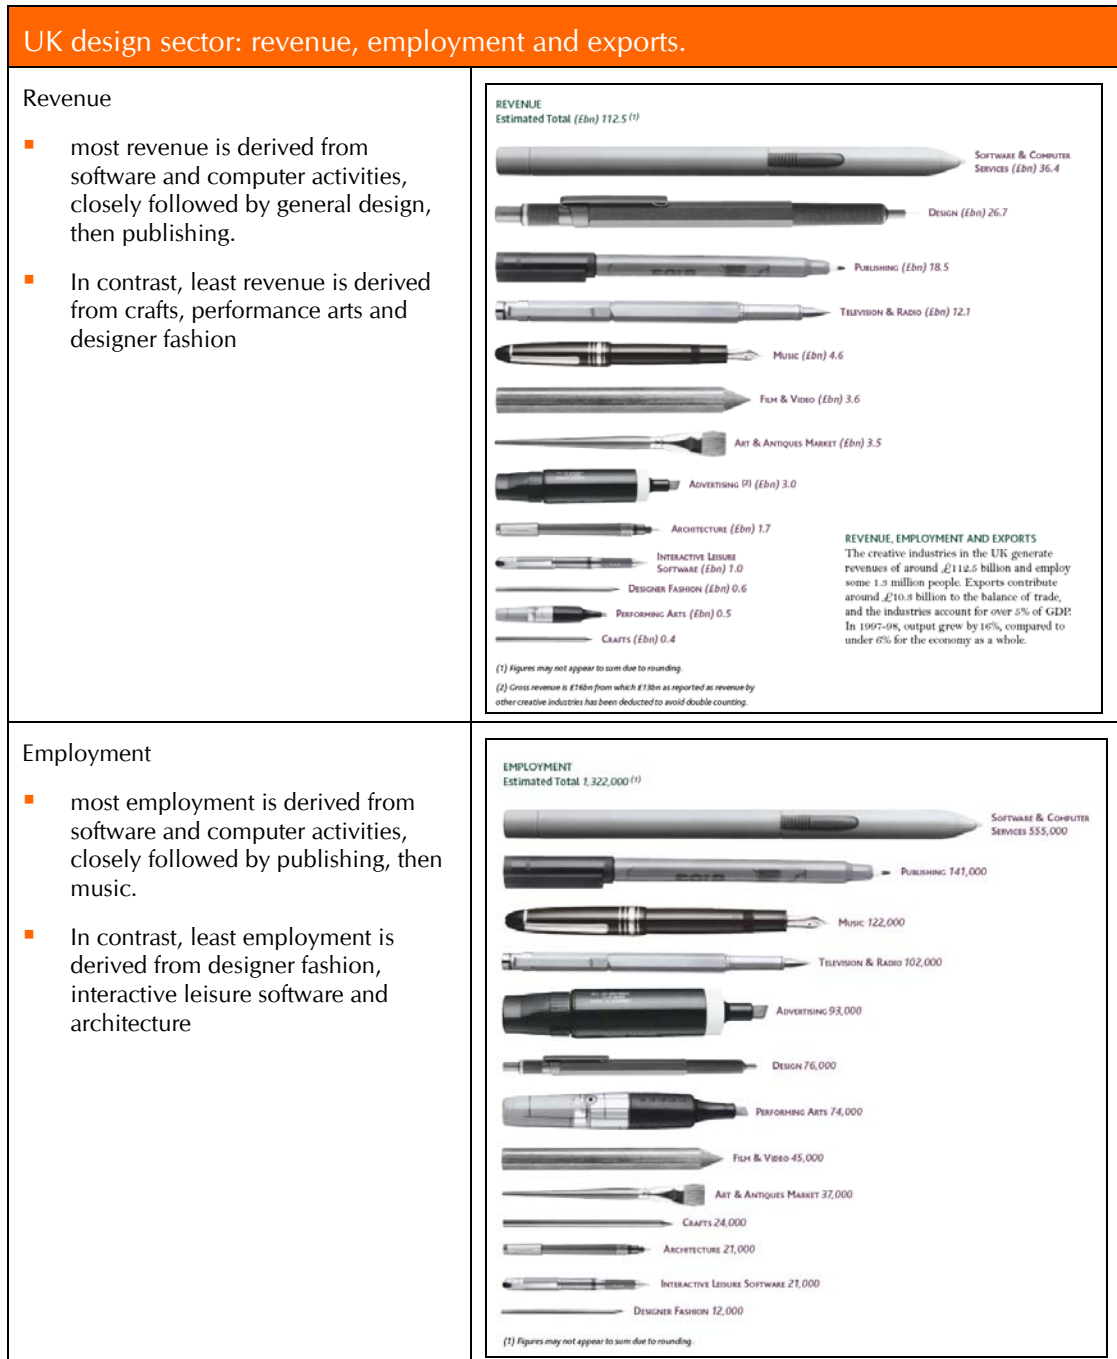 UK design sector: revenue, employment and exports.
Revenue
▪ most revenue is derived from
software and computer activities,
closely followed by general design,
then publishing.
▪ In contrast, least revenue is derived
from crafts, performance arts and
designer fashion
REVENUE
Estimated Total (£bn) 112.5 (1)
SOFTWARE & COMPUTER
SERVICES (£bn) 36.4
DESIGN (£bn) 26.7
PUBLISHING (£bn) 18.5
TELEVISION & RADIO (£bn) 12.1
MUSIC (£bn) 4.6
FILM & VIDEO (£bn) 3.6
ART & ANTIQUES MARKET (£bn) 3.5
ADVERTISING (2) (£bn) 3.0
ARCHITECTURE (£bn) 1.7
INTERACTIVE LEISURE
SOFTWARE (£bn) 1.0
DESIGNER FASHION (£bn) 0.6
PERFORMING ARTS (£bn) 0.5
CRAFTS (£bn) 0.4
REVENUE, EMPLOYMENT AND EXPORTS
The creative industries in the UK generate
revenues of around £112.5 billion and employ
some 1.3 million people. Exports contribute
around £10.3 billion to the balance of trade,
and the industries account for over 5% of GDP.
In 1997-98, output grew by 16%, compared to
under 6% for the economy as a whole.
(1) Figures may not appear to sum due to rounding.
(2) Gross revenue is £16bn from which £13bn as reported as revenue by
other creative industries has been deducted to avoid double counting.
Employment
▪ most employment is derived from
software and computer activities,
closely followed by publishing, then
music.
▪ In contrast, least employment is
derived from designer fashion,
interactive leisure software and
architecture
EMPLOYMENT
Estimated Total 1,322,000 (1)
SOFTWARE & COMPUTER
SERVICES 555,000
PUBLISHING 141,000
MUSIC 122,000
TELEVISION & RADIO 102,000
ADVERTISING 93,000
DESIGN 76,000
PERFORMING ARTS 74,000
FILM & VIDEO 45,000
ART & ANTIQUES MARKET 37,000
CRAFTS 24,000
ARCHITECTURE 21,000
INTERACTIVE LEISURE SOFTWARE 21,000
DESIGNER FASHION 12,000
(1) Figures may not appear to sum due to rounding.